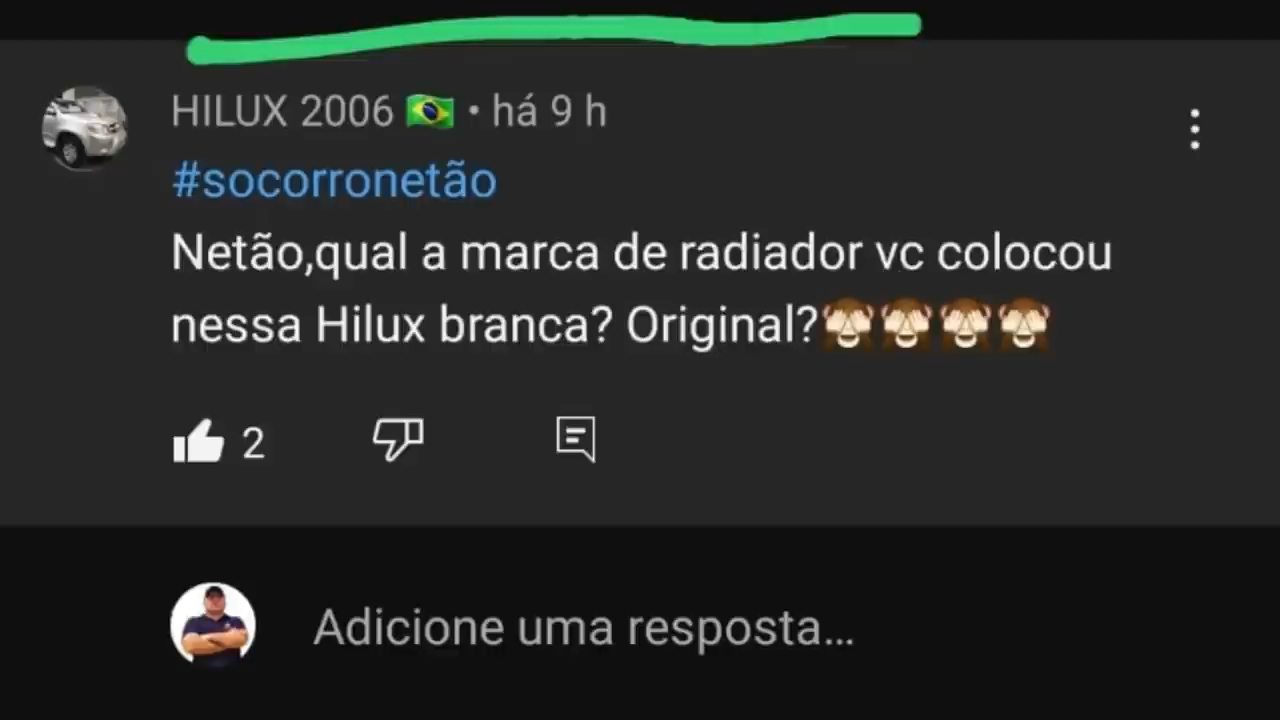 HILUX 2006 🇧🇷 • há 9 h
#socorronetão
Netão,qual a marca de radiador vc colocou
nessa Hilux branca? Original?🙈🙈🙈🙈
2
Adicione uma resposta...